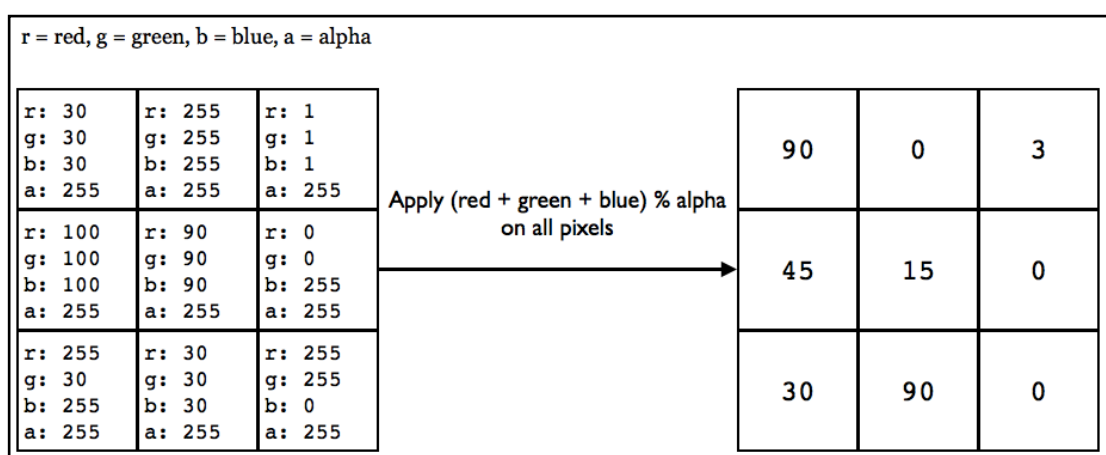 r = red, g = green, b = blue, a = alpha
r: 30 r: 255 r: 1
g: 30 g: 255 g: 1
b: 30 b: 255 b: 1
a: 255 a: 255 a: 255
90 0 3
Apply (red + green + blue) % alpha
on all pixels
r: 100 r: 90 r: 0
g: 100 g: 90 g: 0
b: 100 b: 90 b: 255
a: 255 a: 255 a: 255
45 15 0
r: 255 r: 30 r: 255
g: 30 g: 30 g: 255
b: 255 b: 30 b: 0
a: 255 a: 255 a: 255
30 90 0